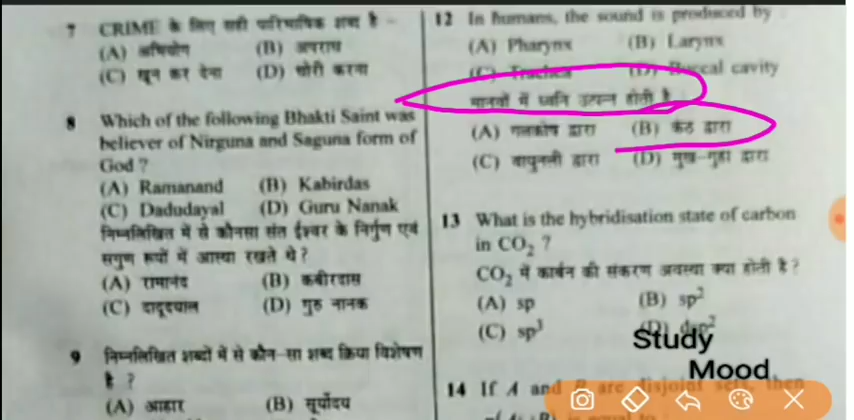 7 CRIME के लिए सही पारिभाषिक शब्द है -
(A) अभियोग (B) अपराध
(C) खून कर देना (D) चोरी करना
8 Which of the following Bhakti Saint was
believer of Nirguna and Saguna form of
God ?
(A) Ramanand (B) Kabirdas
(C) Dadudayal (D) Guru Nanak
निम्नलिखित में से कौनसा संत ईश्वर के निर्गुण एवं
सगुण रूपों में आस्था रखते थे ?
(A) रामानंद (B) कबीरदास
(C) दादूदयाल (D) गुरु नानक
9 निम्नलिखित शब्दों में से कौन-सा शब्द क्रिया विशेषण
है ?
(A) आहार (B) सूर्योदय
12 In humans, the sound is produced by
(A) Pharynx (B) Larynx
(C) Trachea (D) Buccal cavity
मानवों में ध्वनि उत्पन्न होती है
(A) गलकोष द्वारा (B) कंठ द्वारा
(C) वायुनली द्वारा (D) मुख-गुहा द्वारा
13 What is the hybridisation state of carbon
in CO₂ ?
CO₂ में कार्बन की संकरण अवस्था क्या होती है ?
(A) sp (B) sp²
(C) sp³ (D) dsp²
Study
Mood
14 If A and B are disjoint sets, then